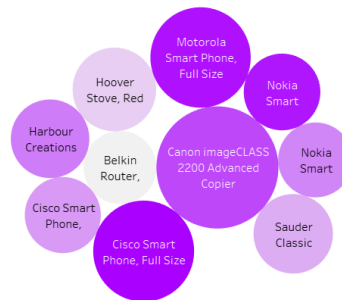 Motorola
Smart Phone,
Full Size
Hoover
Stove, Red
Nokia
Smart
Harbour
Creations
Belkin
Router,
Canon imageCLASS
2200 Advanced
Copier
Nokia
Smart
Cisco Smart
Phone,
Sauder
Classic
Cisco Smart
Phone, Full Size